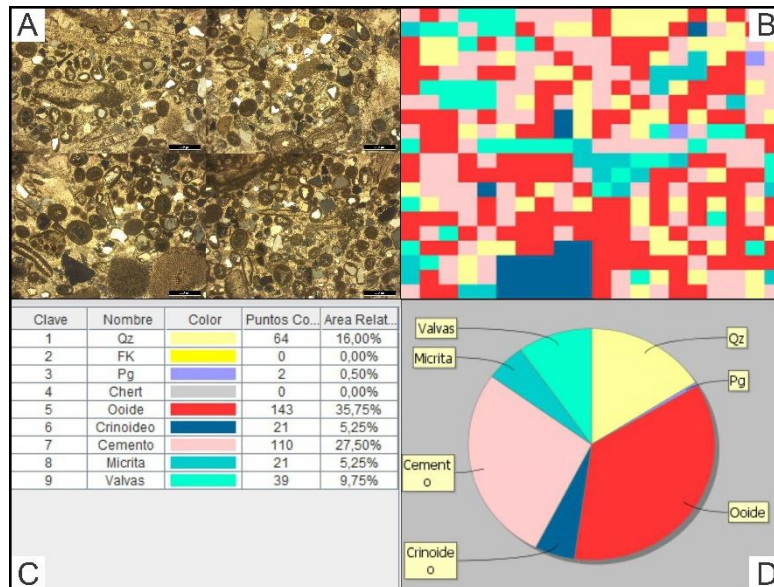 A
B
Clave Nombre Color Puntos Co... Area Relat...
1 Qz 64 16,00%
2 FK 0 0,00%
3 Pg 2 0,50%
4 Chert 0 0,00%
5 Ooide 143 35,75%
6 Crinoideo 21 5,25%
7 Cemento 110 27,50%
8 Micrita 21 5,25%
9 Valvas 39 9,75%
C
Valvas
Micrita
Qz
Pg
Cement
o
Ooide
Crinoide
o
D